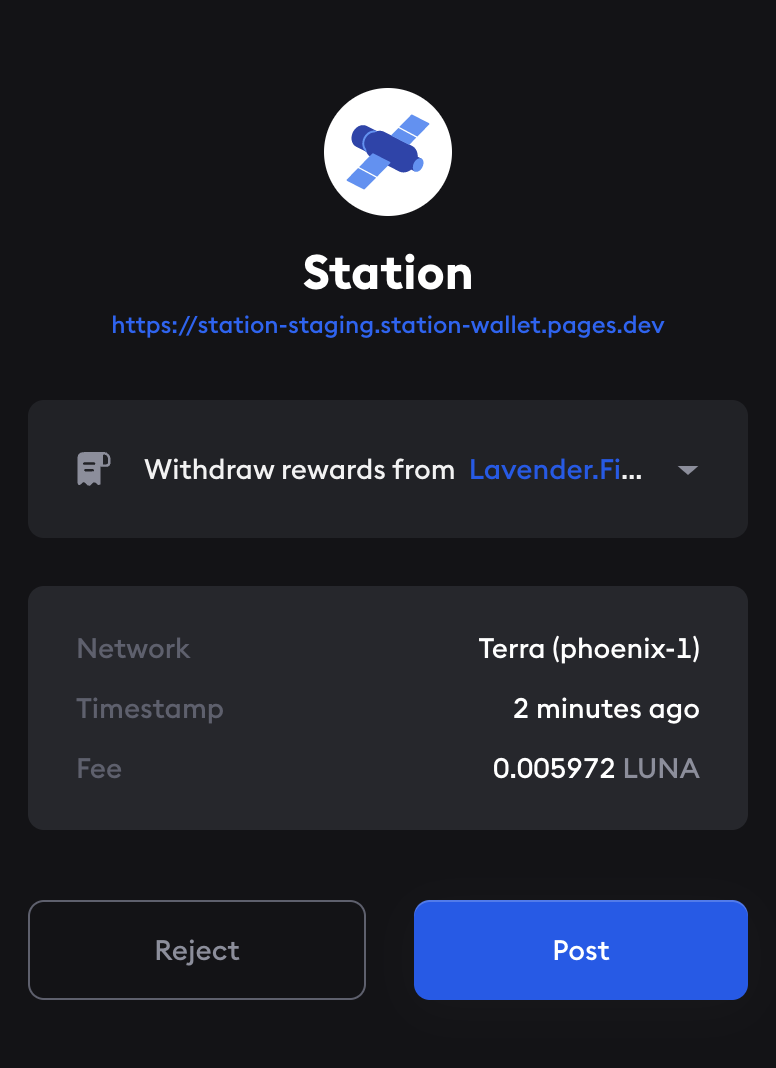 Station
https://station-staging.station-wallet.pages.dev
Withdraw rewards from Lavender.Fi...
Network Terra (phoenix-1)
Timestamp 2 minutes ago
Fee 0.005972 LUNA
Reject Post